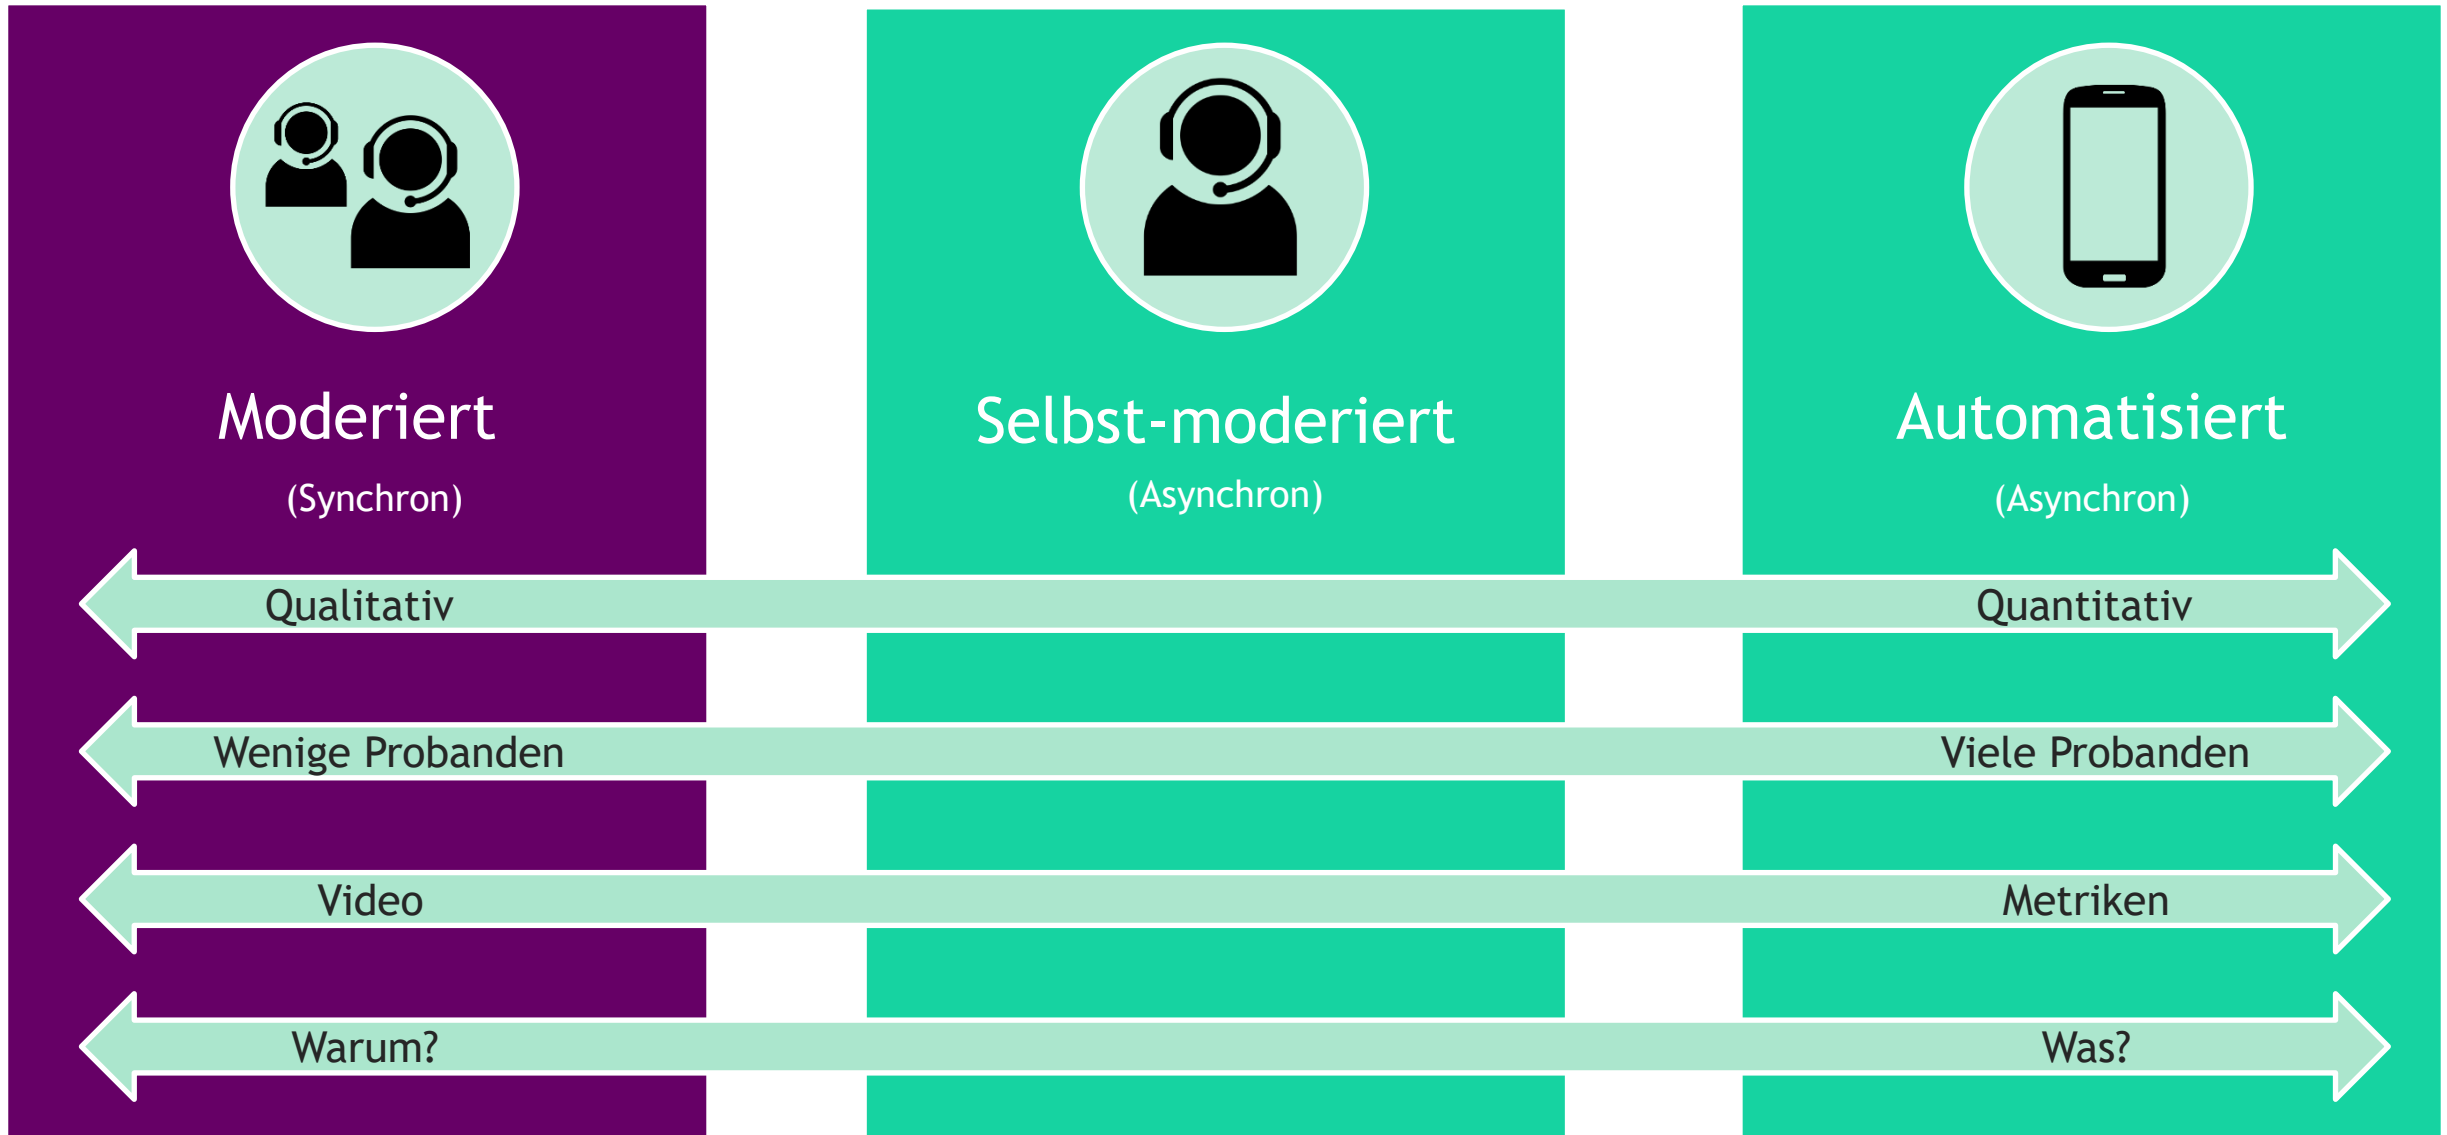 Moderiert
(Synchron)
Selbst-moderiert
(Asynchron)
Automatisiert
(Asynchron)
Qualitativ
Quantitativ
Wenige Probanden
Viele Probanden
Video
Metriken
Warum?
Was?